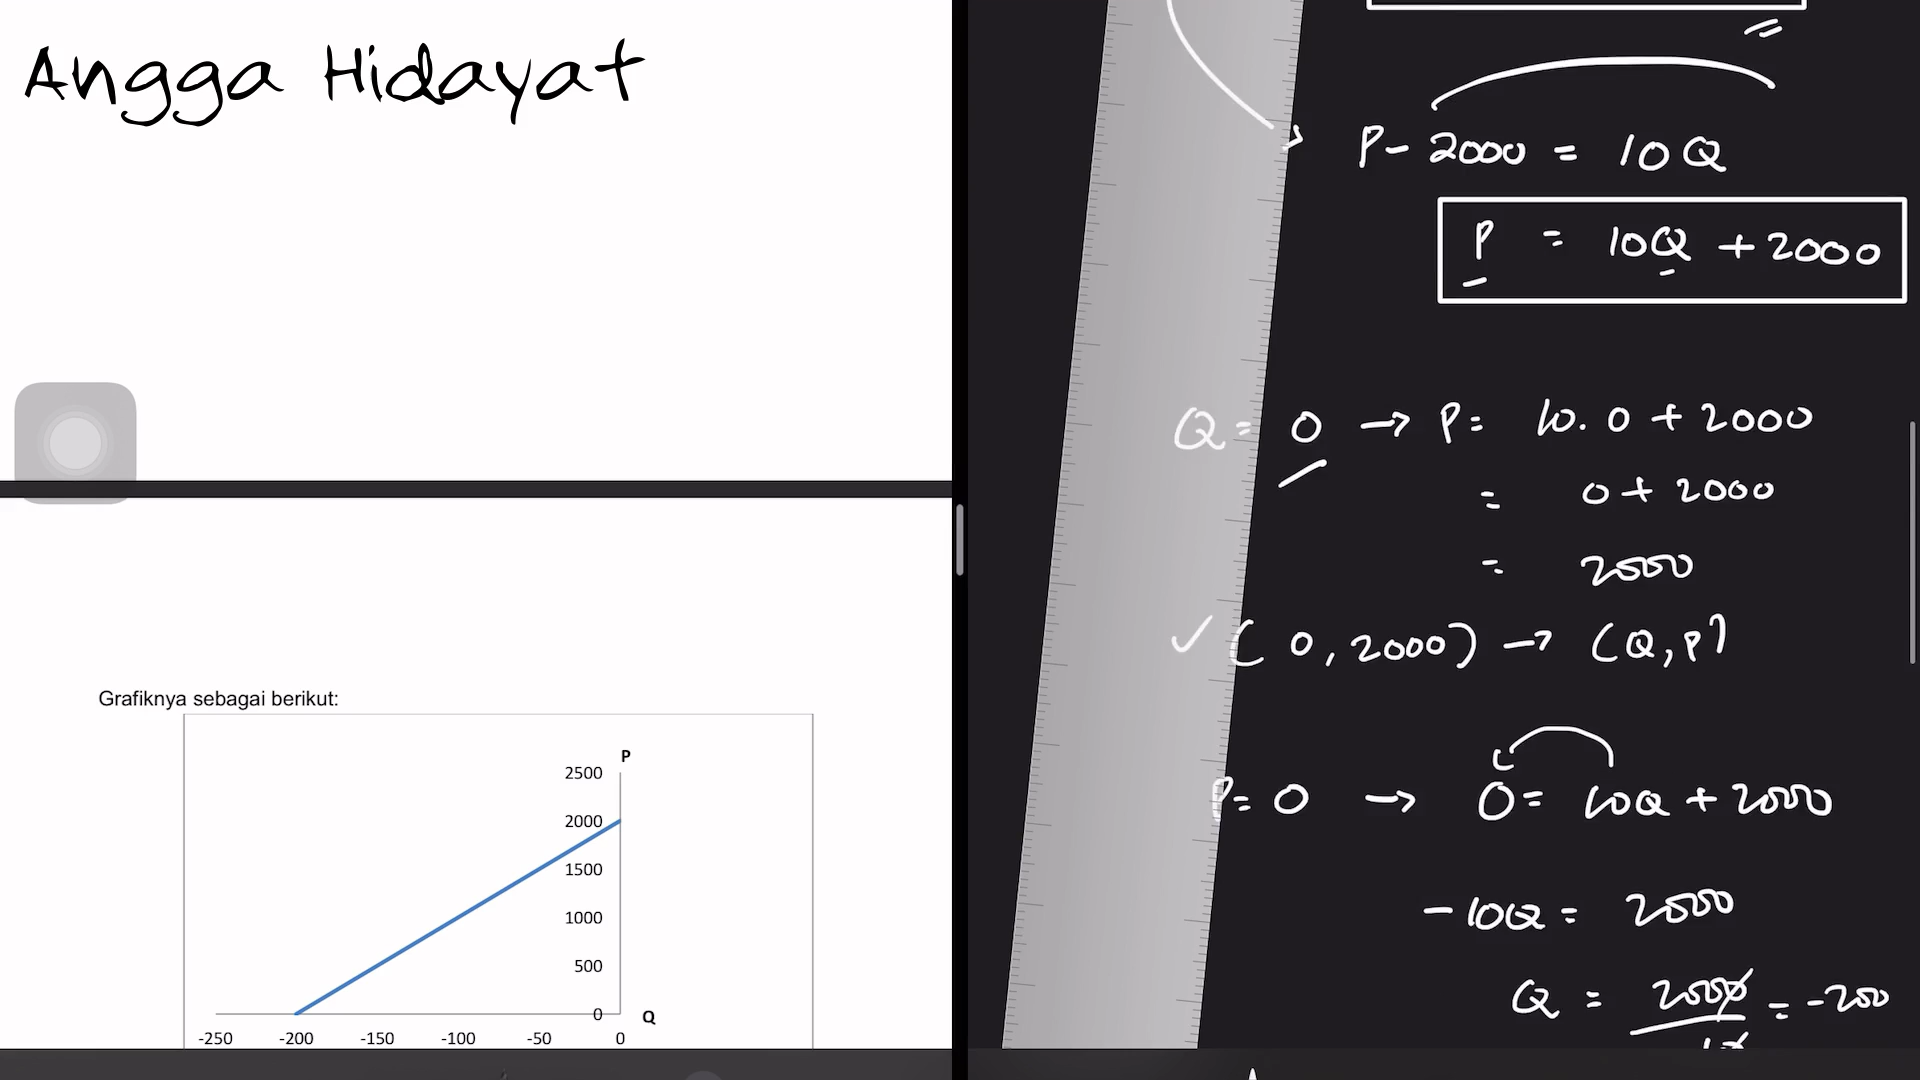 Angga Hidayat
Grafiknya sebagai berikut:
P
2500
2000
1500
1000
500
0
Q
-250 -200 -150 -100 -50 0
P - 2000 = 10Q
P = 10Q + 2000
Q = 0 → P = 10. 0 + 2000
= 0 + 2000
= 2000
✓ (0, 2000) → (Q, P)
P = 0 → 0 = 10Q + 2000
- 10Q = 2000
Q = 2000 = -200